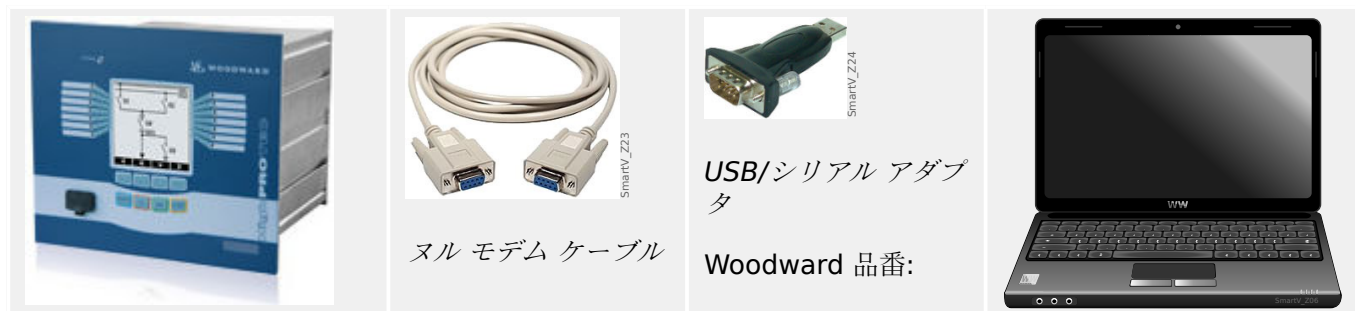 WOODWARD
SmartV_Z23
ヌル モデム ケーブル
SmartV_Z24
USB/シリアル アダプ
タ
Woodward 品番:
WW
SmartV_Z06